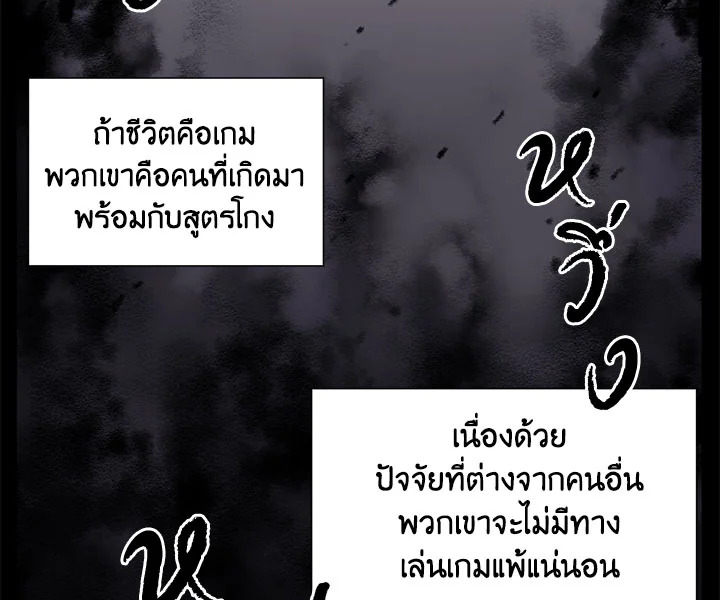 ถ้าชีวิตคือเกม
พวกเขาคือคนที่เกิดมา
พร้อมกับสูตรโกง
หวึ่ง
เนื่องด้วย
ปัจจัยที่ต่างจากคนอื่น
พวกเขาจะไม่มีทาง
เล่นเกมแพ้แน่นอน
ห